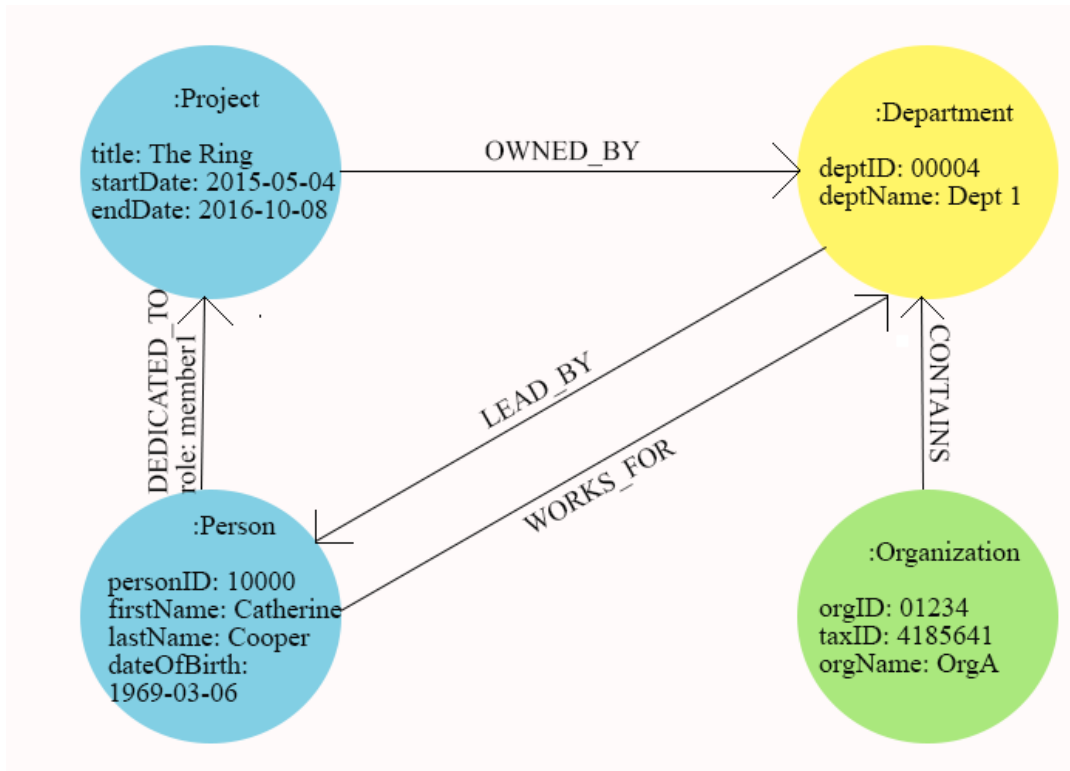 :Project
title: The Ring
startDate: 2015-05-04
endDate: 2016-10-08
OWNED_BY
:Department
deptID: 00004
deptName: Dept 1
DEDICATED_TO
role: member1
LEAD_BY
WORKS_FOR
CONTAINS
:Person
personID: 10000
firstName: Catherine
lastName: Cooper
dateOfBirth:
1969-03-06
:Organization
orgID: 01234
taxID: 4185641
orgName: OrgA